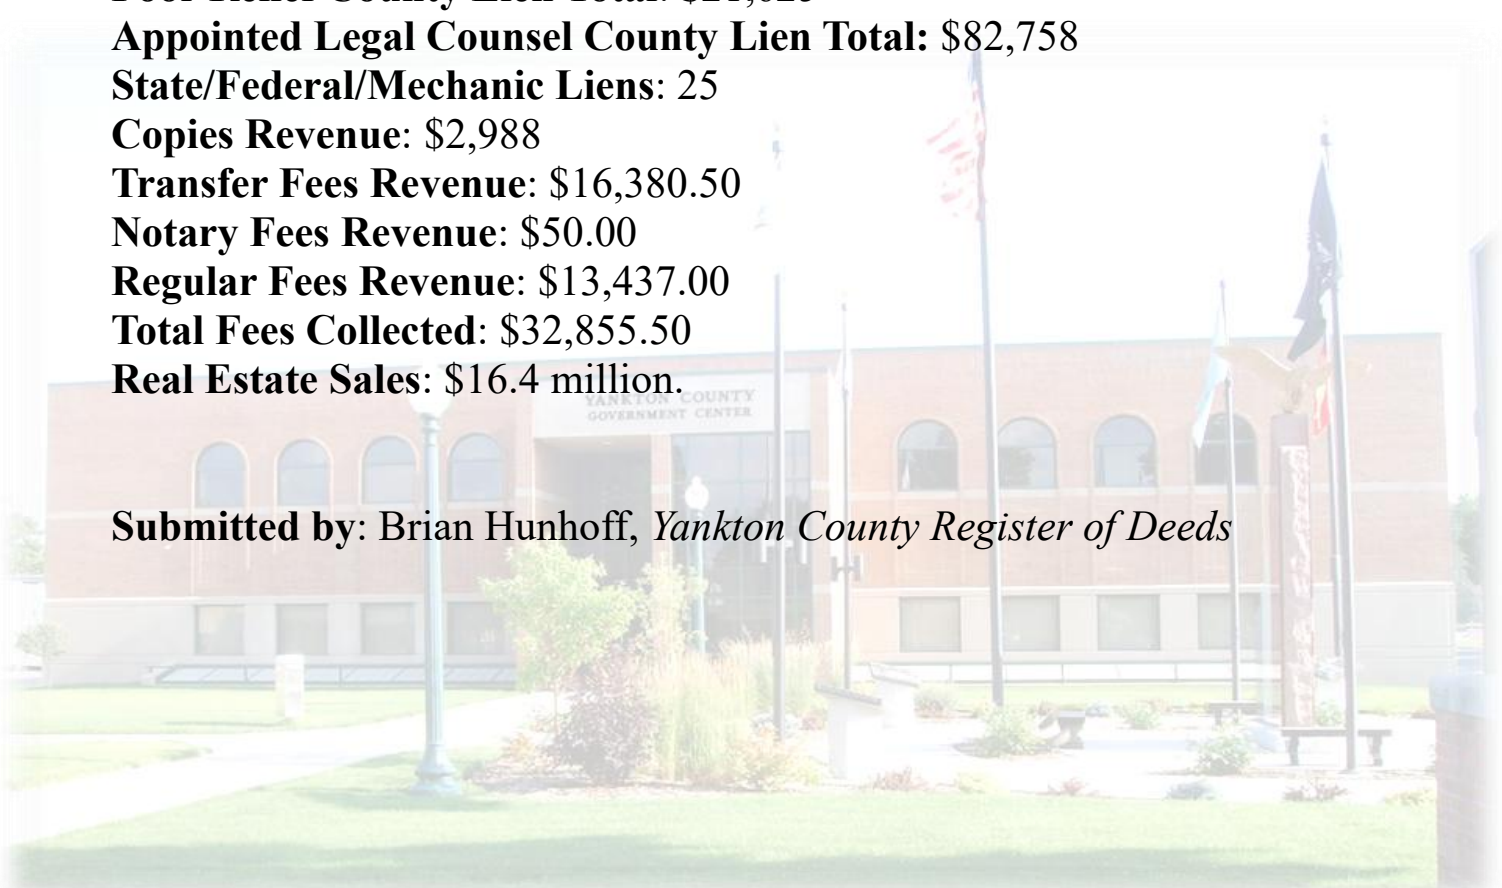 Appointed Legal Counsel County Lien Total: $82,758
State/Federal/Mechanic Liens: 25
Copies Revenue: $2,988
Transfer Fees Revenue: $16,380.50
Notary Fees Revenue: $50.00
Regular Fees Revenue: $13,437.00
Total Fees Collected: $32,855.50
Real Estate Sales: $16.4 million.
YANKTON COUNTY
GOVERNMENT CENTER
Submitted by: Brian Hunhoff, Yankton County Register of Deeds